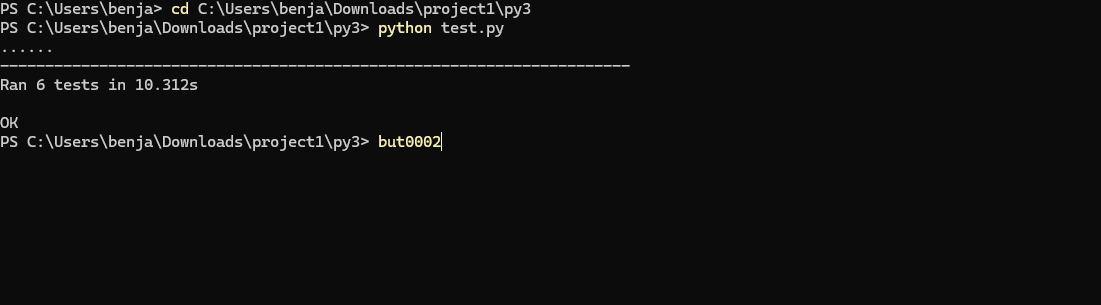 PS C:\Users\benja> cd C:\Users\benja\Downloads\project1\py3
PS C:\Users\benja\Downloads\project1\py3> python test.py
......
----------------------------------------------------------------------
Ran 6 tests in 10.312s
OK
PS C:\Users\benja\Downloads\project1\py3> but0002